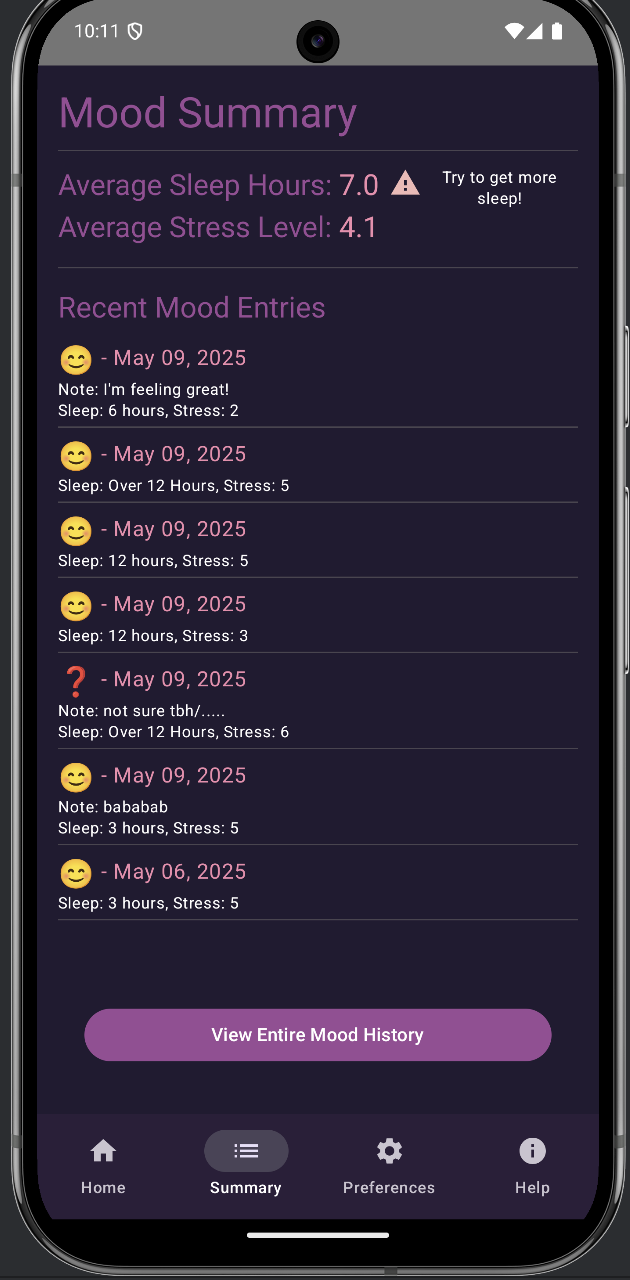 10:11
Mood Summary
Average Sleep Hours: 7.0
Try to get more
sleep!
Average Stress Level: 4.1
Recent Mood Entries
😊 - May 09, 2025
Note: I'm feeling great!
Sleep: 6 hours, Stress: 2
😊 - May 09, 2025
Sleep: Over 12 Hours, Stress: 5
😊 - May 09, 2025
Sleep: 12 hours, Stress: 5
😊 - May 09, 2025
Sleep: 12 hours, Stress: 3
❓ - May 09, 2025
Note: not sure tbh/.....
Sleep: Over 12 Hours, Stress: 6
😊 - May 09, 2025
Note: bababab
Sleep: 3 hours, Stress: 5
😊 - May 06, 2025
Sleep: 3 hours, Stress: 5
View Entire Mood History
Home
Summary
Preferences
Help